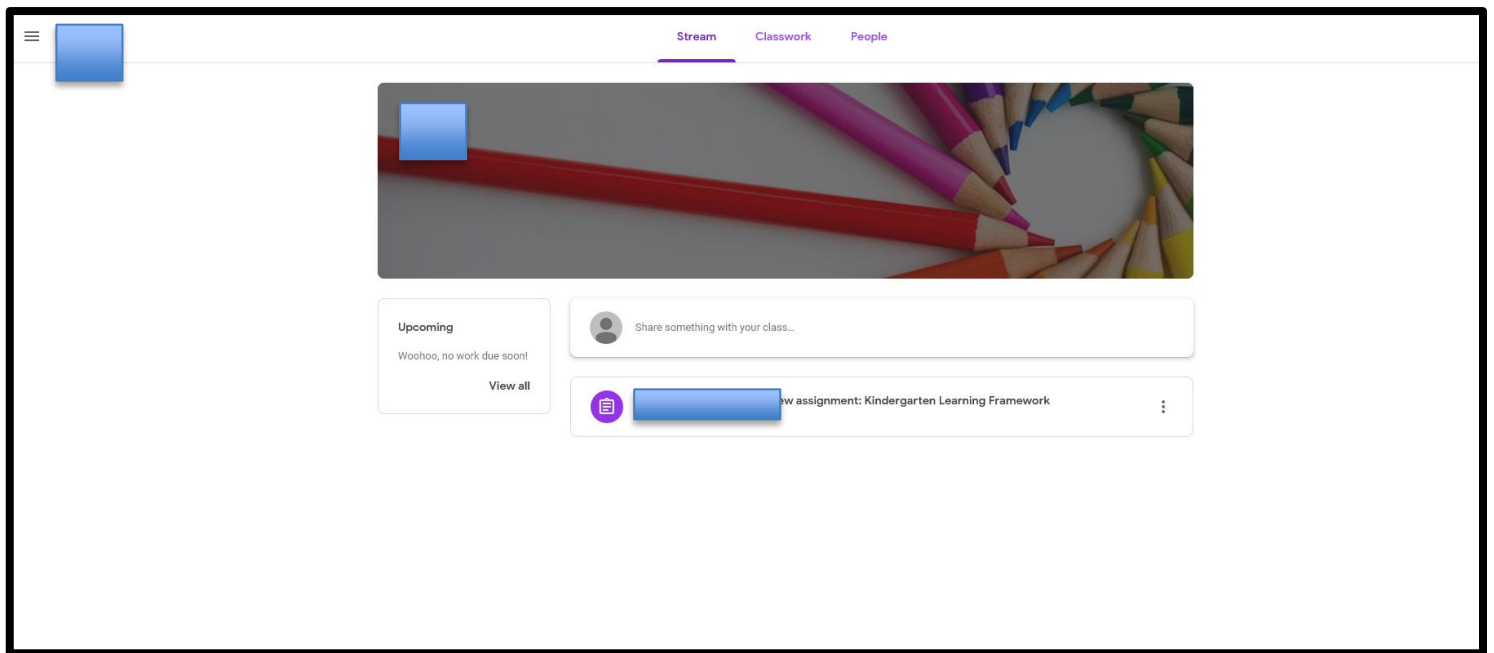 Stream Classwork People
Upcoming
Woohoo, no work due soon!
View all
Share something with your class...
ew assignment: Kindergarten Learning Framework